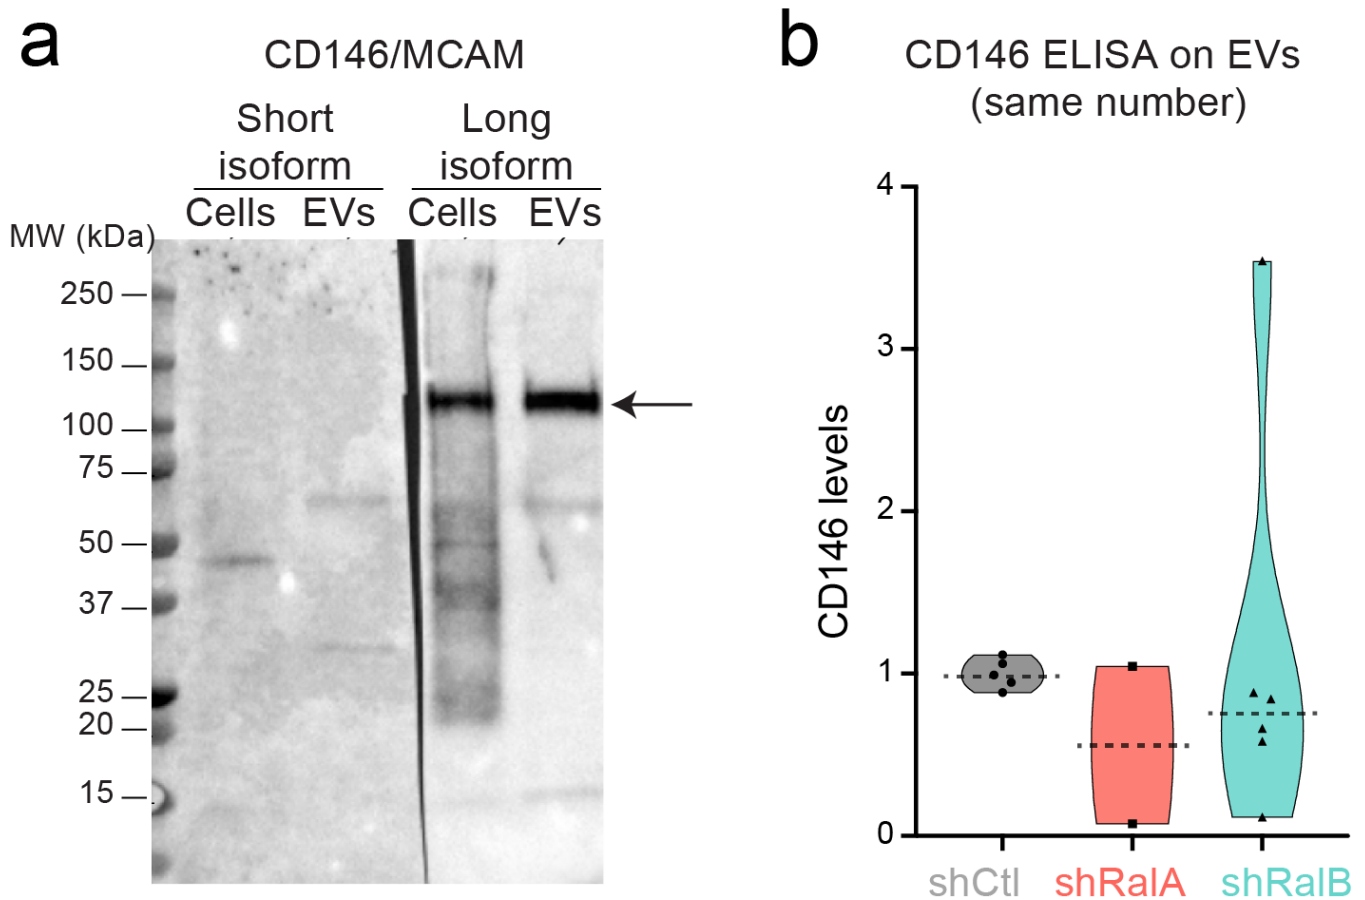 a
CD146/MCAM
Short
isoform
Long
isoform
Cells EVs Cells EVs
MW (kDa)
250
150
100
75
50
37
25
20
15
b
CD146 ELISA on EVs
(same number)
CD146 levels
4
3
2
1
0
shCtl shRalA shRalB